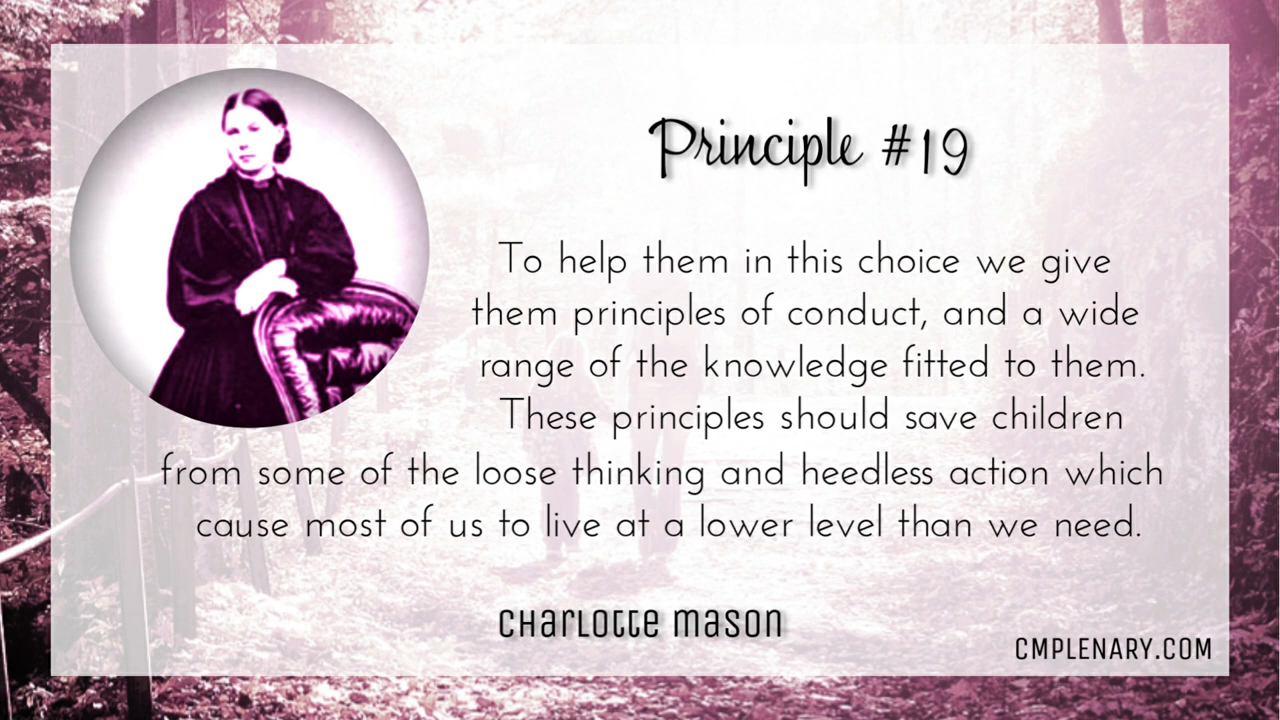 Principle #19
To help them in this choice we give
them principles of conduct, and a wide
range of the knowledge fitted to them.
These principles should save children
from some of the loose thinking and heedless action which
cause most of us to live at a lower level than we need.
Charlotte Mason
CMPLENARY.COM